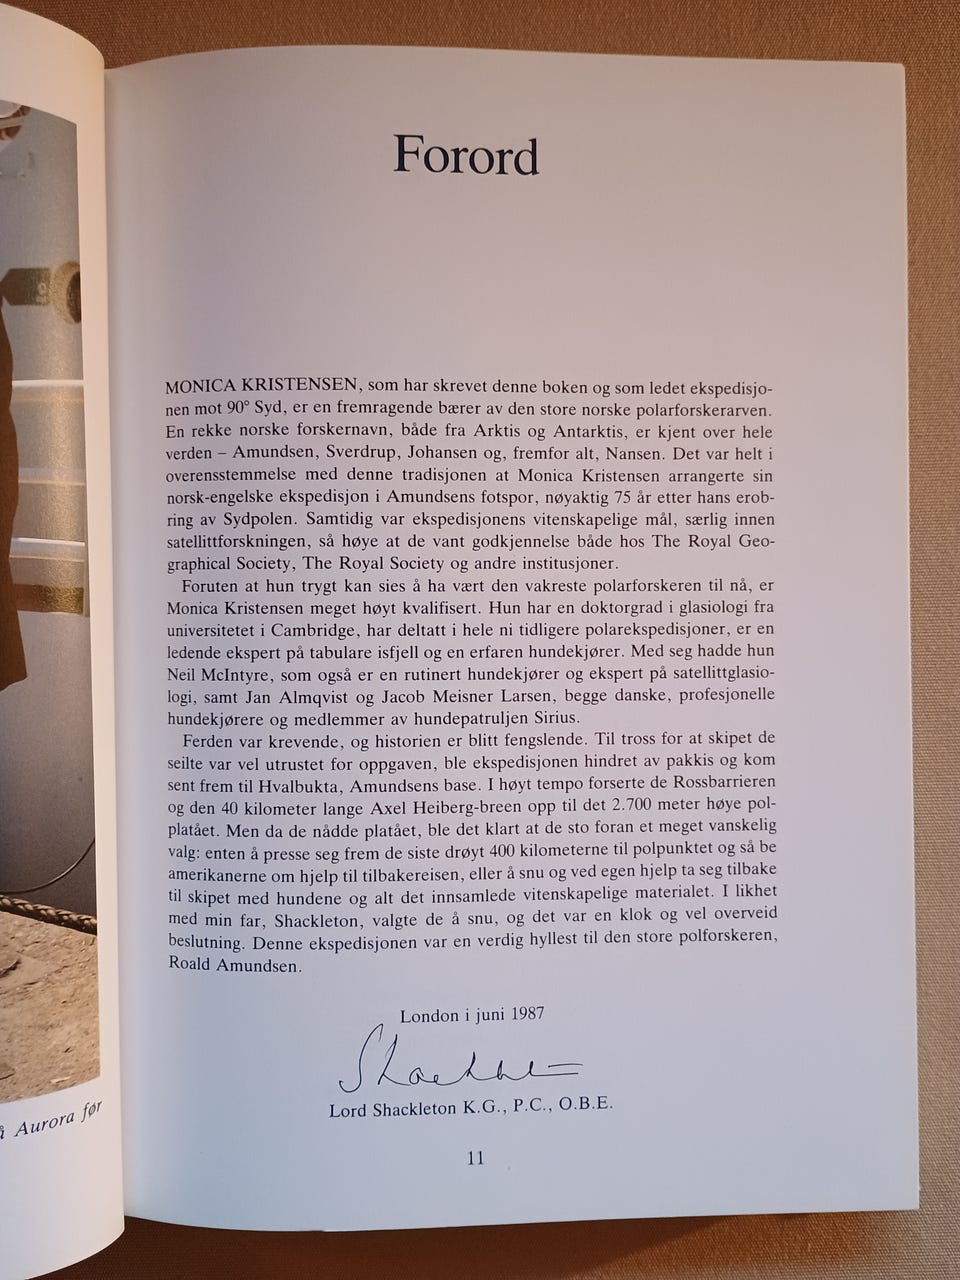 Forord
MONICA KRISTENSEN, som har skrevet denne boken og som ledet ekspedisjo-
nen mot 90° Syd, er en fremragende bærer av den store norske polarforskerarven.
En rekke norske forskernavn, både fra Arktis og Antarktis, er kjent over hele
verden – Amundsen, Sverdrup, Johansen og, fremfor alt, Nansen. Det var helt i
overensstemmelse med denne tradisjonen at Monica Kristensen arrangerte sin
norsk-engelske ekspedisjon i Amundsens fotspor, nøyaktig 75 år etter hans erob-
ring av Sydpolen. Samtidig var ekspedisjonens vitenskapelige mål, særlig innen
satellittforskningen, så høye at de vant godkjennelse både hos The Royal Geo-
graphical Society, The Royal Society og andre institusjoner.
Foruten at hun trygt kan sies å ha vært den vakreste polarforskeren til nå, er
Monica Kristensen meget høyt kvalifisert. Hun har en doktorgrad i glasiologi fra
universitetet i Cambridge, har deltatt i hele ni tidligere polarekspedisjoner, er en
ledende ekspert på tabulare isfjell og en erfaren hundekjører. Med seg hadde hun
Neil McIntyre, som også er en rutinert hundekjører og ekspert på satellittglasio-
logi, samt Jan Almqvist og Jacob Meisner Larsen, begge danske, profesjonelle
hundekjørere og medlemmer av hundepatruljen Sirius.
Ferden var krevende, og historien er blitt fengslende. Til tross for at skipet de
seilte var vel utrustet for oppgaven, ble ekspedisjonen hindret av pakkis og kom
sent frem til Hvalbukta, Amundsens base. I høyt tempo forserte de Rossbarrieren
og den 40 kilometer lange Axel Heiberg-breen opp til det 2.700 meter høye pol-
platået. Men da de nådde platået, ble det klart at de sto foran et meget vanskelig
valg: enten å presse seg frem de siste drøyt 400 kilometerne til polpunktet og så be
amerikanerne om hjelp til tilbakereisen, eller å snu og ved egen hjelp ta seg tilbake
til skipet med hundene og alt det innsamlede vitenskapelige materialet. I likhet
med min far, Shackleton, valgte de å snu, og det var en klok og vel overveid
beslutning. Denne ekspedisjonen var en verdig hyllest til den store polforskeren,
Roald Amundsen.
London i juni 1987
Shackleton
Lord Shackleton K.G., P.C., O.B.E.
11
å Aurora før